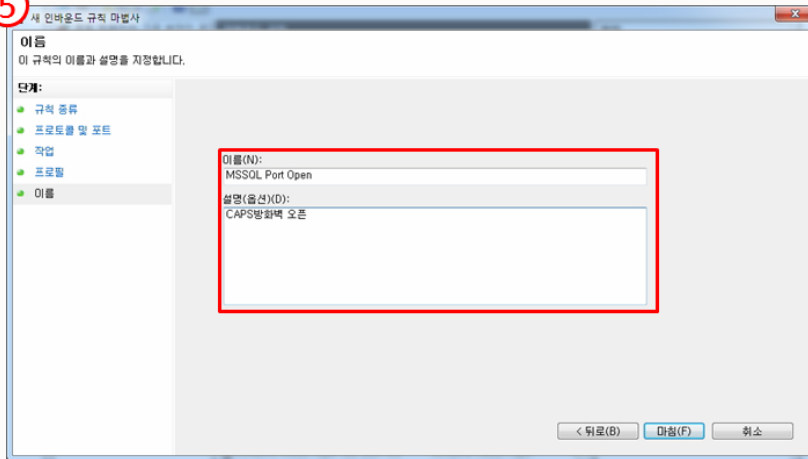 5
새 인바운드 규칙 마법사
이름
이 규칙의 이름과 설명을 지정합니다.
단계:
규칙 종류
프로토콜 및 포트
작업
프로필
이름
이름(N):
MSSQL Port Open
설명(옵션)(D):
CAPS방화벽 오픈
< 뒤로(B)
마침(F)
취소